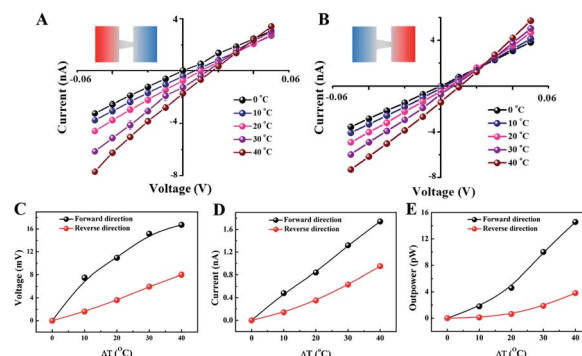 A
4
0
-4
-8
-0.06
0.06
Current (nA)
Voltage (V)
0 °C
10 °C
20 °C
30 °C
40 °C
B
4
-4
-8
-0.06
0.06
Current (nA)
Voltage (V)
0 °C
10 °C
20 °C
30 °C
40 °C
C
16
12
8
4
0
Voltage (mV)
Forward direction
Reverse direction
0 10 20 30 40
ΔT (°C)
D
1.6
1.2
0.8
0.4
0.0
Current (nA)
Forward direction
Reverse direction
0 10 20 30 40
ΔT (°C)
E
16
12
8
4
0
Outpower (pW)
Forward direction
Reverse direction
0 10 20 30 40
ΔT (°C)